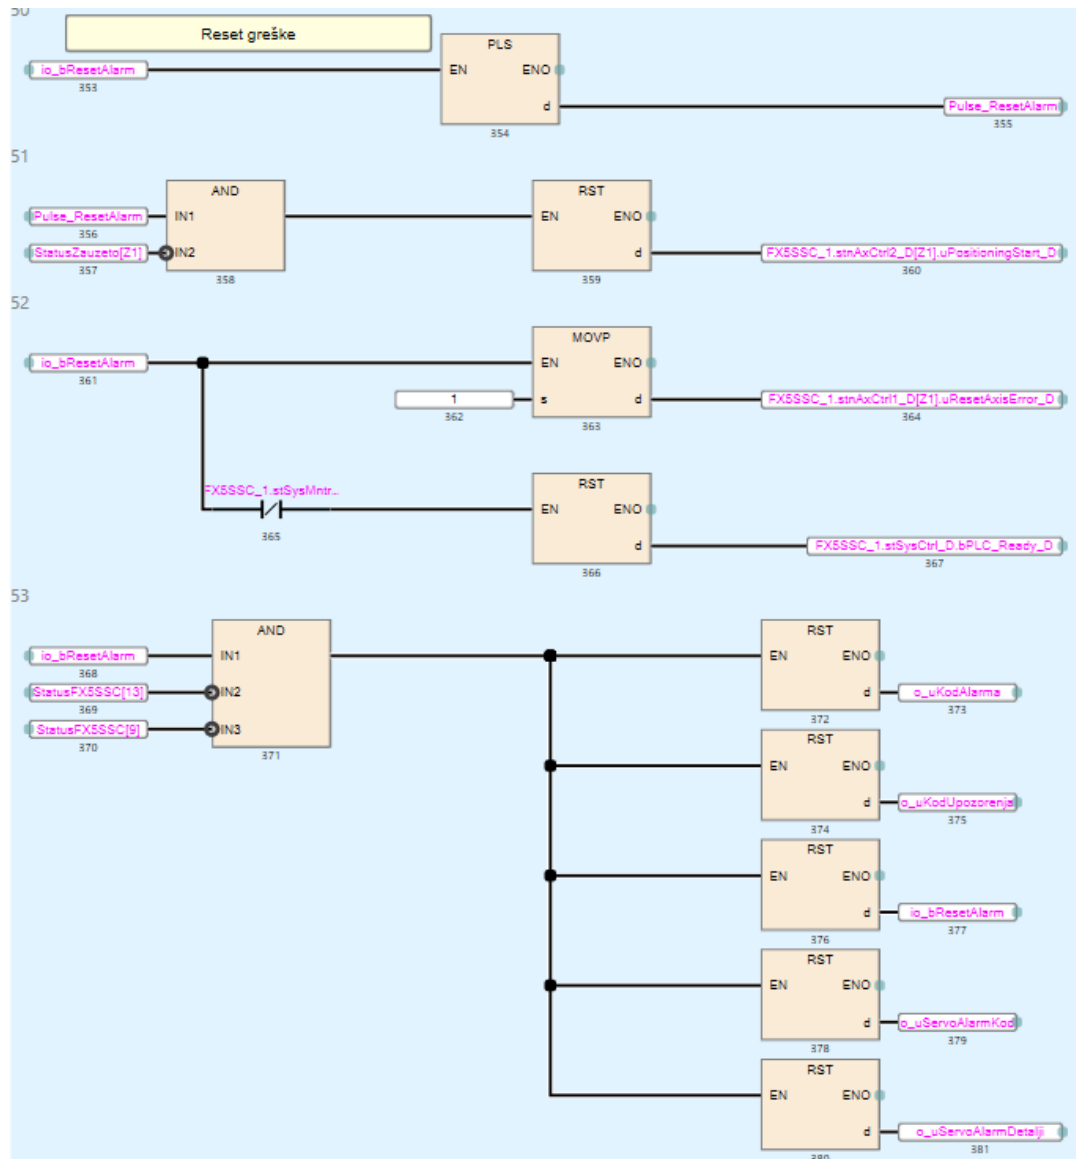 50
Reset greške
PLS
io_bResetAlarm
EN
ENO
353
d
Pulse_ResetAlarm
354
355
51
AND
RST
Pulse_ResetAlarm
IN1
EN
ENO
356
StatusZauzeto[Z1]
IN2
d
FX5SSC_1.stnAxCtrl2_D[Z1].uPositioningStart_D
357
358
359
360
52
MOVP
io_bResetAlarm
EN
ENO
361
1
s
d
FX5SSC_1.stnAxCtrl1_D[Z1].uResetAxisError_D
362
363
364
RST
FX5SSC_1.stSysMntr...
EN
ENO
365
d
FX5SSC_1.stSysCtrl_D.bPLC_Ready_D
366
367
53
AND
RST
io_bResetAlarm
IN1
EN
ENO
368
StatusFX5SSC[13]
IN2
d
o_uKodAlarma
369
372
373
StatusFX5SSC[9]
IN3
370
371
RST
EN
ENO
d
o_uKodUpozorenja
374
375
RST
EN
ENO
d
io_bResetAlarm
376
377
RST
EN
ENO
d
o_uServoAlarmKod
378
379
RST
EN
ENO
d
o_uServoAlarmDetalji
380
381